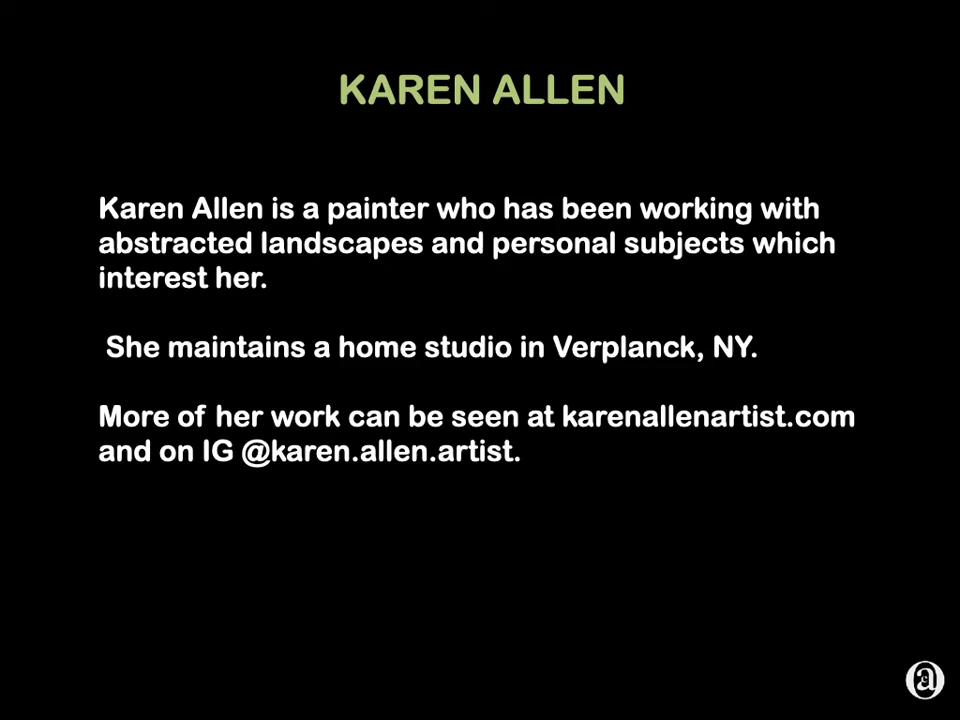 KAREN ALLEN
Karen Allen is a painter who has been working with
abstracted landscapes and personal subjects which
interest her.
She maintains a home studio in Verplanck, NY.
More of her work can be seen at karenallenartist.com
and on IG @karen.allen.artist.